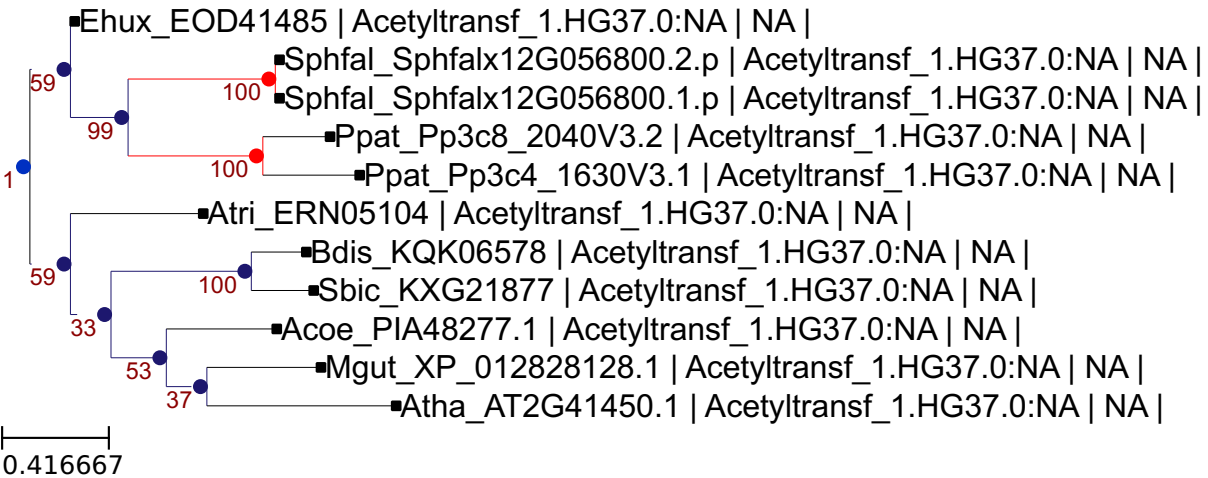 Ehux_EOD41485 | Acetyltransf_1.HG37.0:NA | NA |
Sphfal_Sphfalx12G056800.2.p | Acetyltransf_1.HG37.0:NA | NA |
59
100
Sphfal_Sphfalx12G056800.1.p | Acetyltransf_1.HG37.0:NA | NA |
99
Ppat_Pp3c8_2040V3.2 | Acetyltransf_1.HG37.0:NA | NA |
100
1
Ppat_Pp3c4_1630V3.1 | Acetyltransf_1.HG37.0:NA | NA |
Atri_ERN05104 | Acetyltransf_1.HG37.0:NA | NA |
Bdis_KQK06578 | Acetyltransf_1.HG37.0:NA | NA |
59
100
Sbic_KXG21877 | Acetyltransf_1.HG37.0:NA | NA |
33
Acoe_PIA48277.1 | Acetyltransf_1.HG37.0:NA | NA |
53
Mgut_XP_012828128.1 | Acetyltransf_1.HG37.0:NA | NA |
37
Atha_AT2G41450.1 | Acetyltransf_1.HG37.0:NA | NA |
0.416667